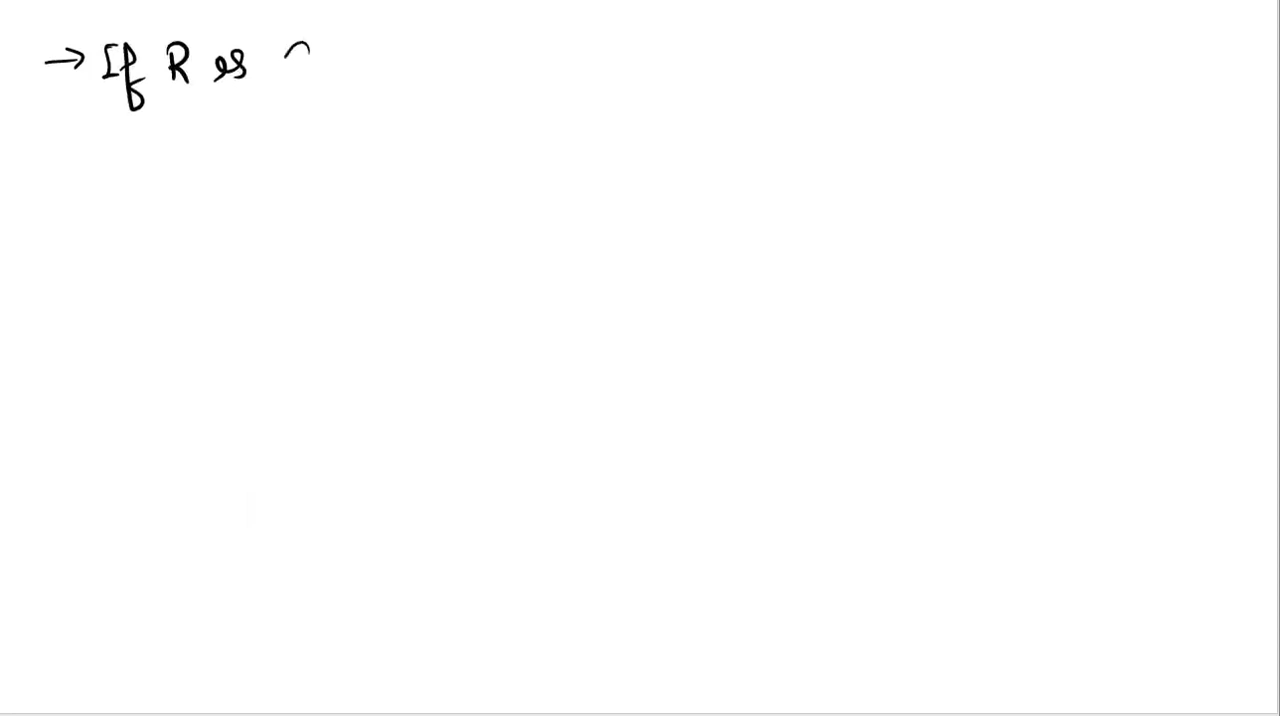 → If R is